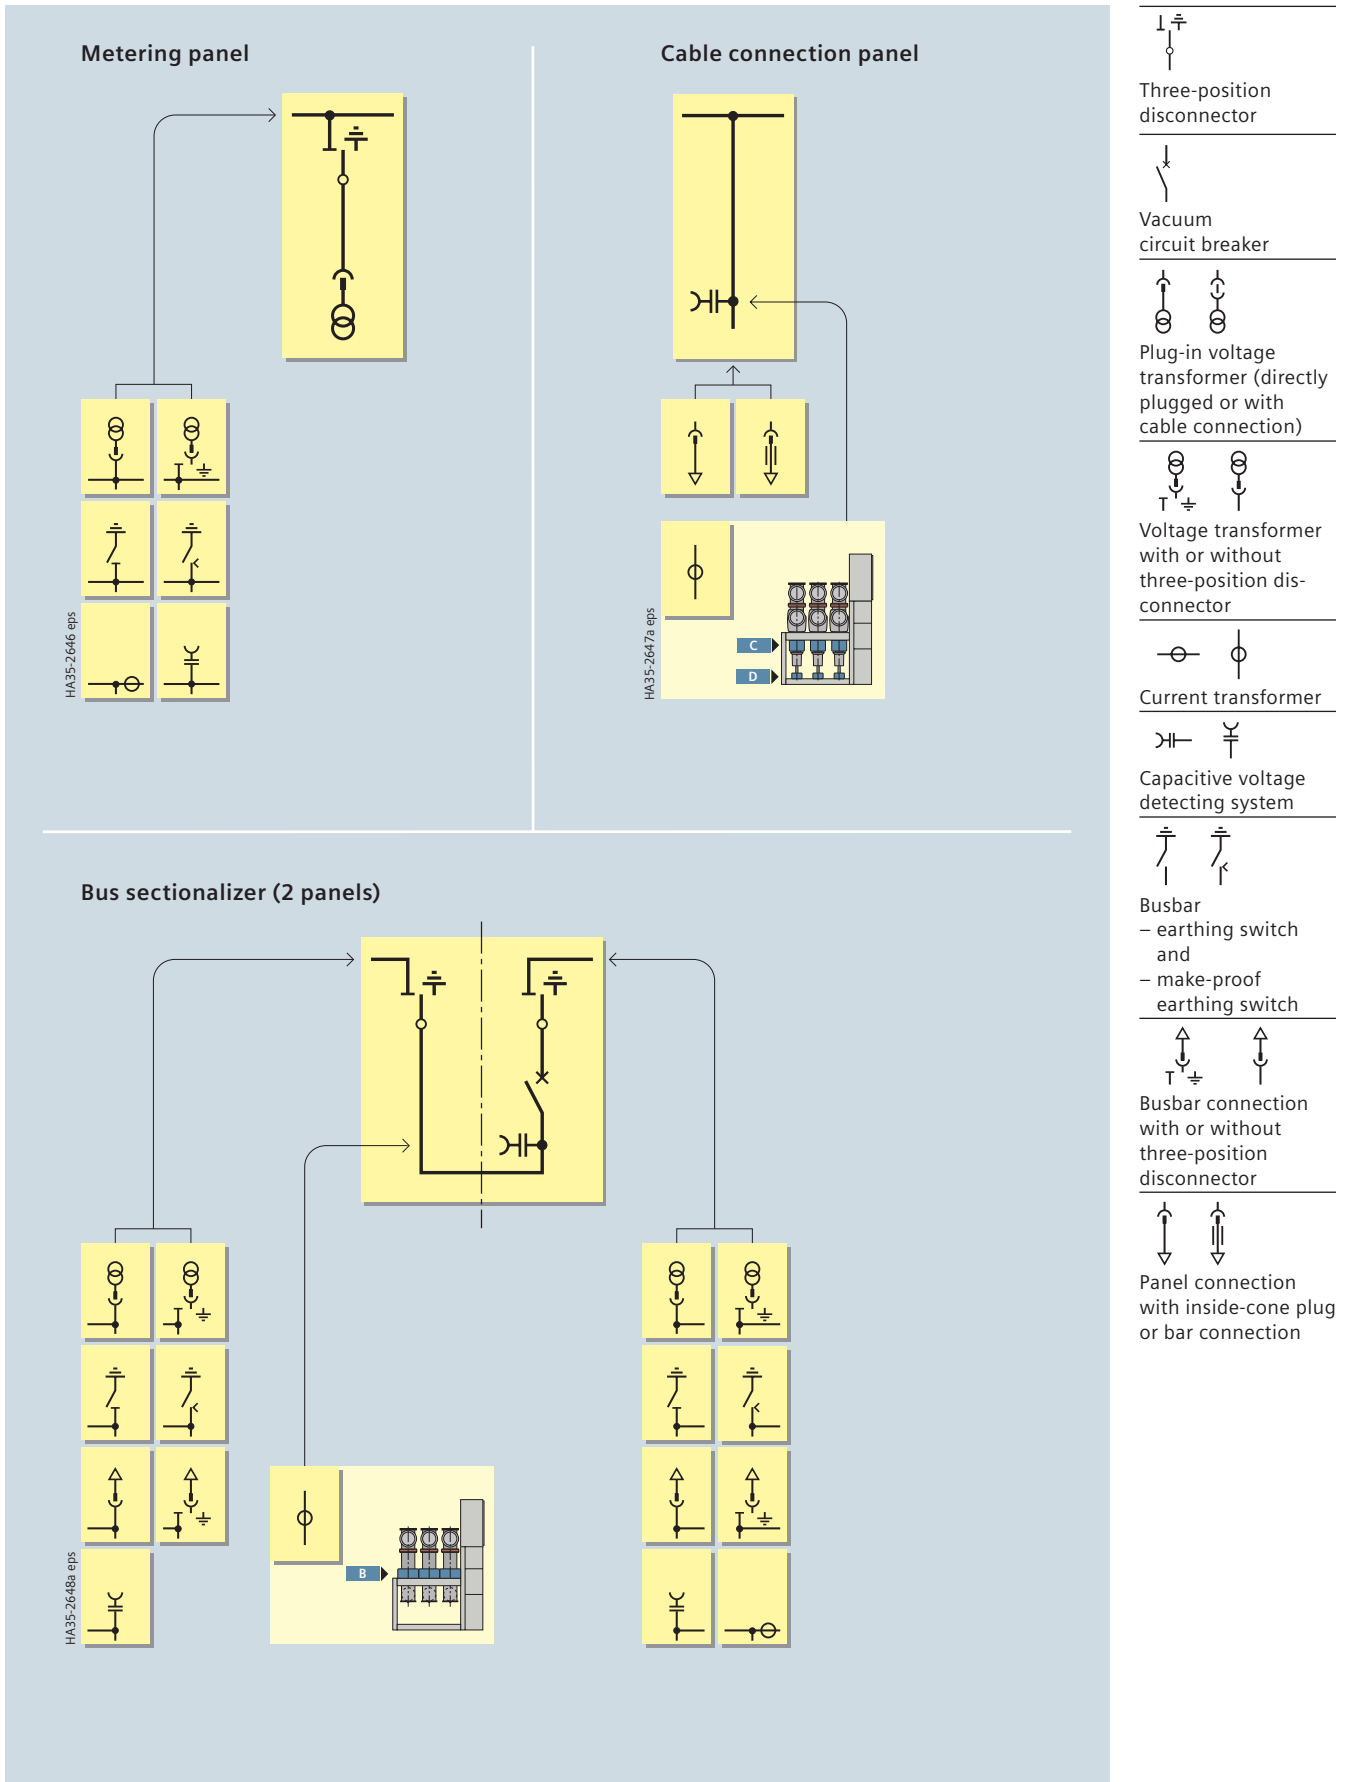 Metering panel
HA35-2646 eps
Cable connection panel
C
D
HA35-2647a eps
Bus sectionalizer (2 panels)
B
HA35-2648a eps
Three-position
disconnector
Vacuum
circuit breaker
Plug-in voltage
transformer (directly
plugged or with
cable connection)
Voltage transformer
with or without
three-position dis-
connector
Current transformer
Capacitive voltage
detecting system
Busbar
– earthing switch
and
– make-proof
earthing switch
Busbar connection
with or without
three-position
disconnector
Panel connection
with inside-cone plug
or bar connection